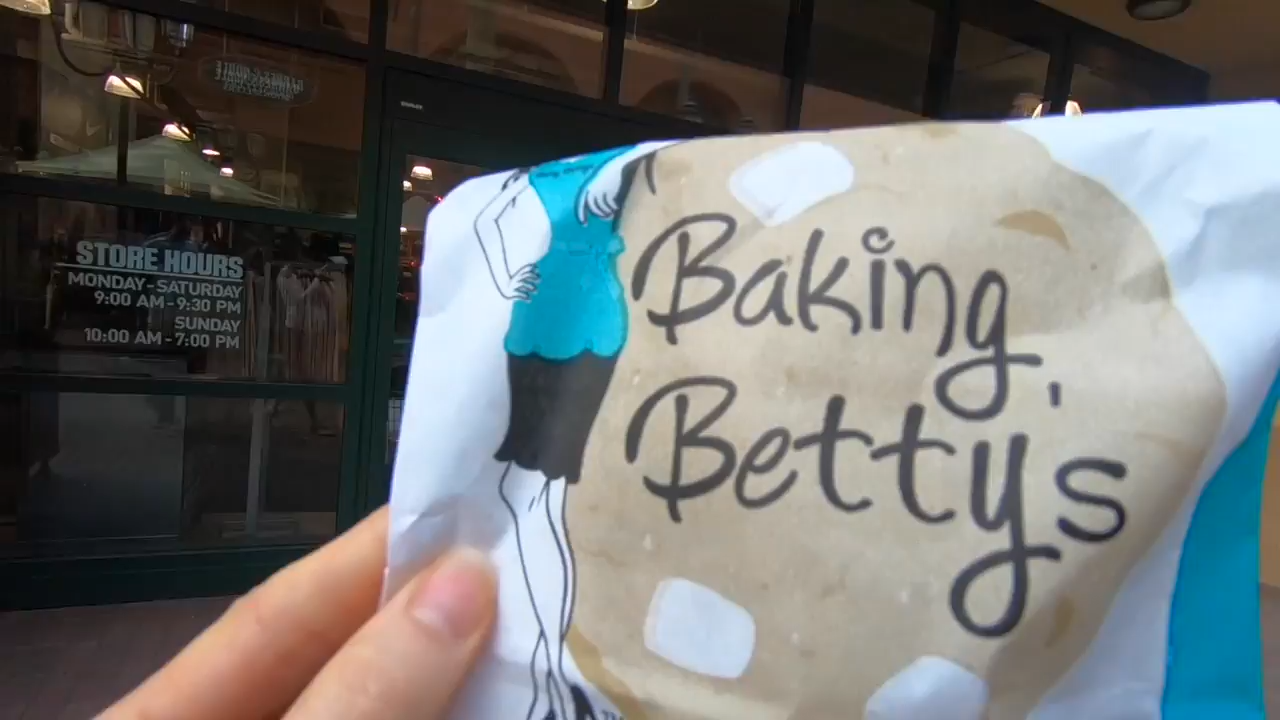 STORE HOURS
MONDAY-SATURDAY
9:00 AM-9:30 PM
SUNDAY
10:00 AM-7:00 PM
Baking
Betty's